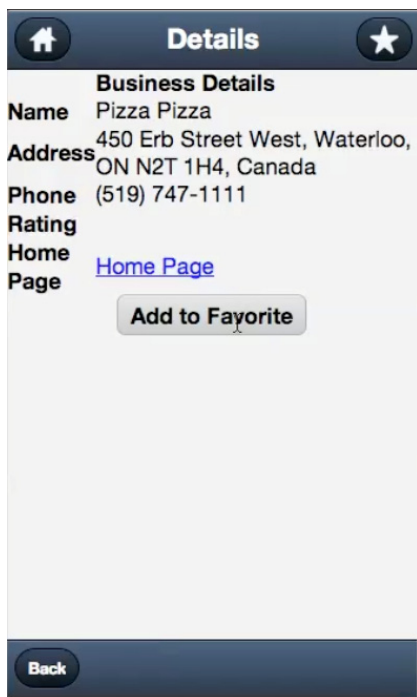 Details
Business Details
Name Pizza Pizza
Address 450 Erb Street West, Waterloo,
ON N2T 1H4, Canada
Phone (519) 747-1111
Rating
Home
Page Home Page
Add to Favorite
Back